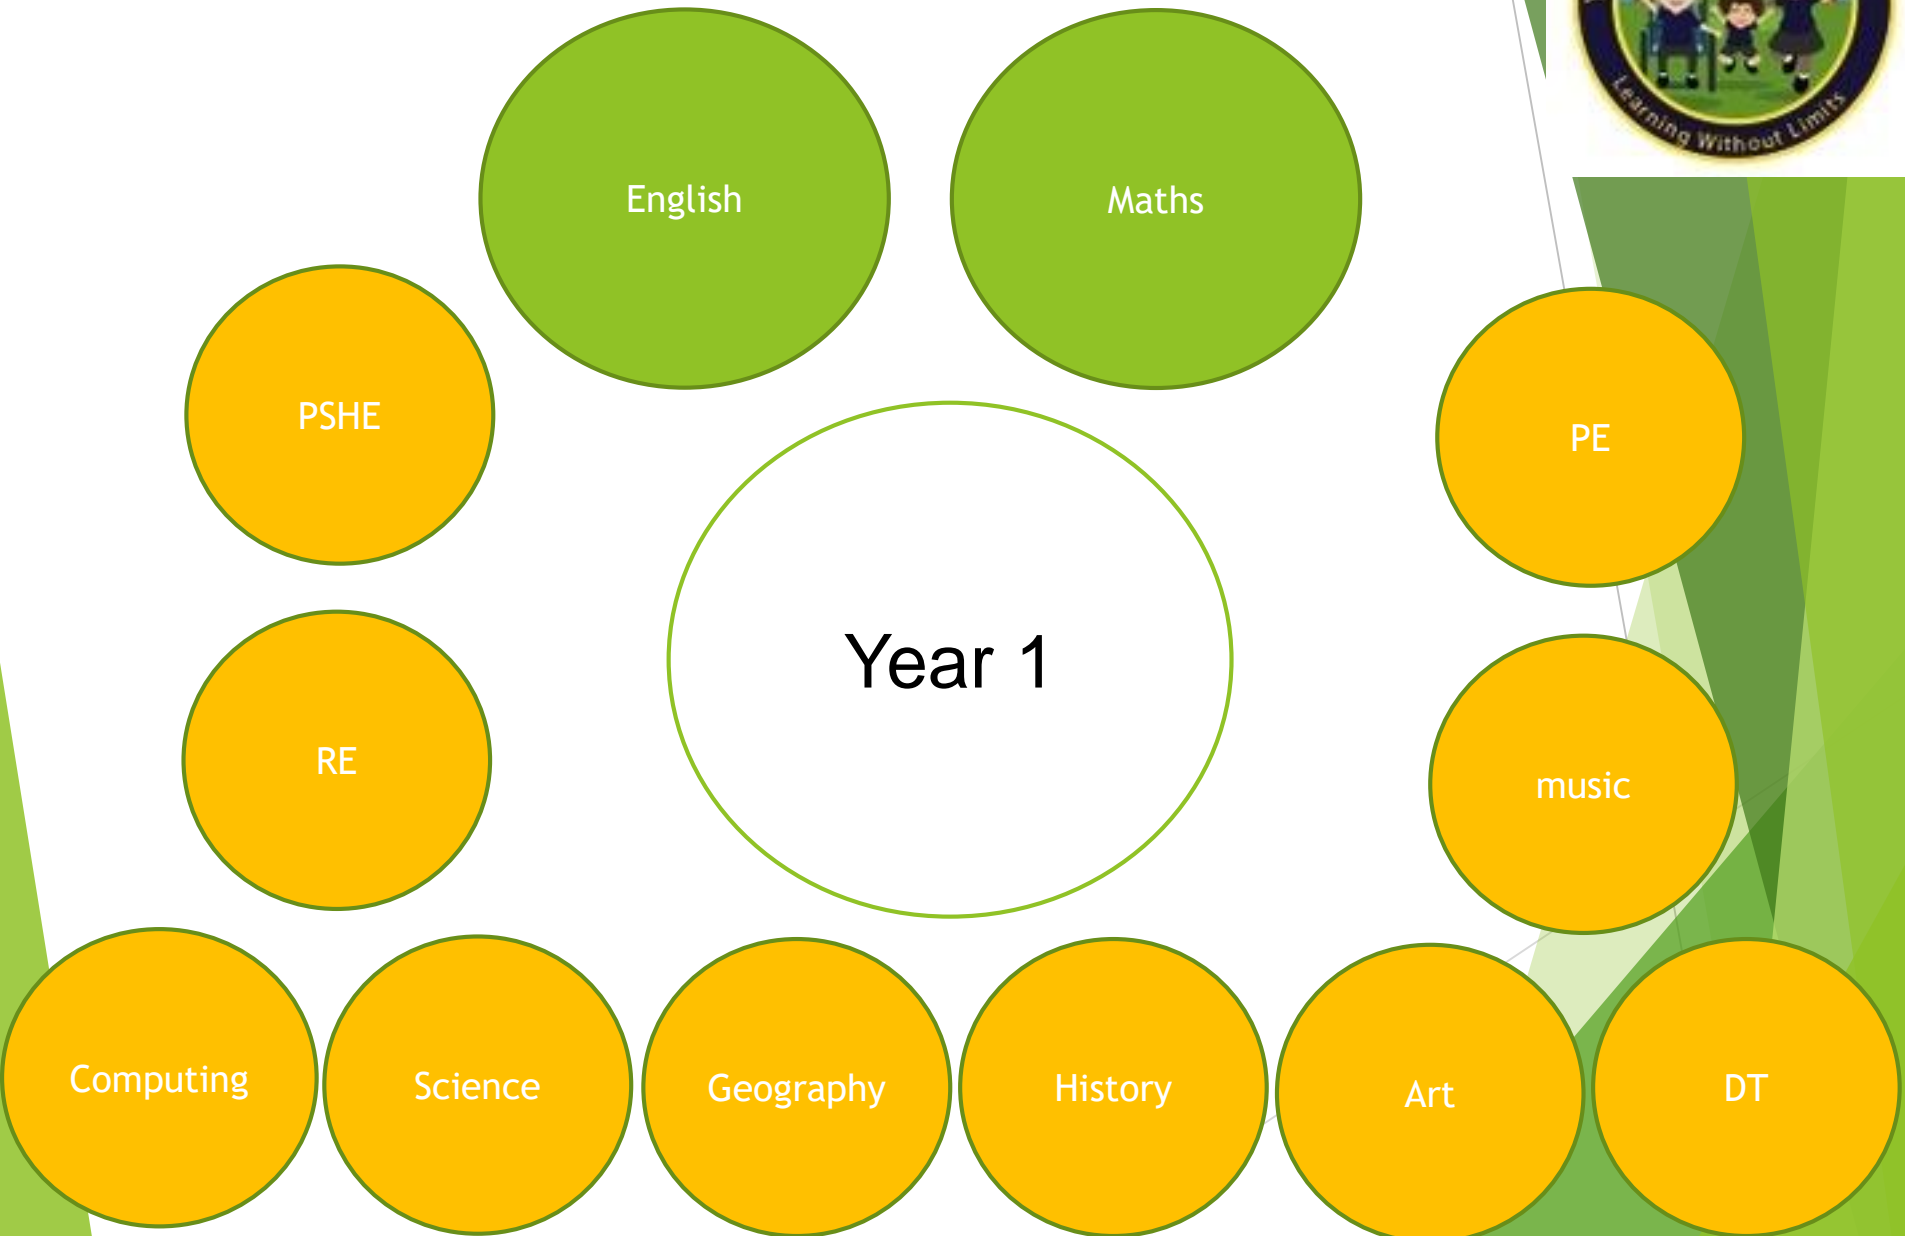 Learning Without Limits
English
Maths
PSHE
PE
Year 1
RE
music
Computing
Science
Geography
History
Art
DT